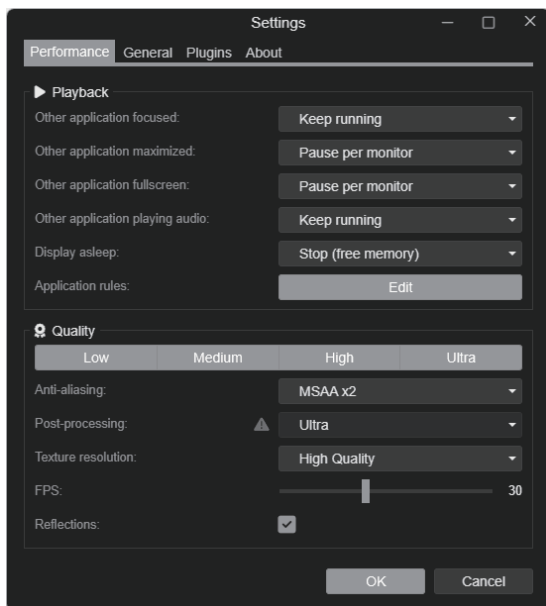 Settings
Performance General Plugins About
Playback
Other application focused: Keep running
Other application maximized: Pause per monitor
Other application fullscreen: Pause per monitor
Other application playing audio: Keep running
Display asleep: Stop (free memory)
Application rules: Edit
Quality
Low Medium High Ultra
Anti-aliasing: MSAA x2
Post-processing: Ultra
Texture resolution: High Quality
FPS: 30
Reflections:
OK Cancel